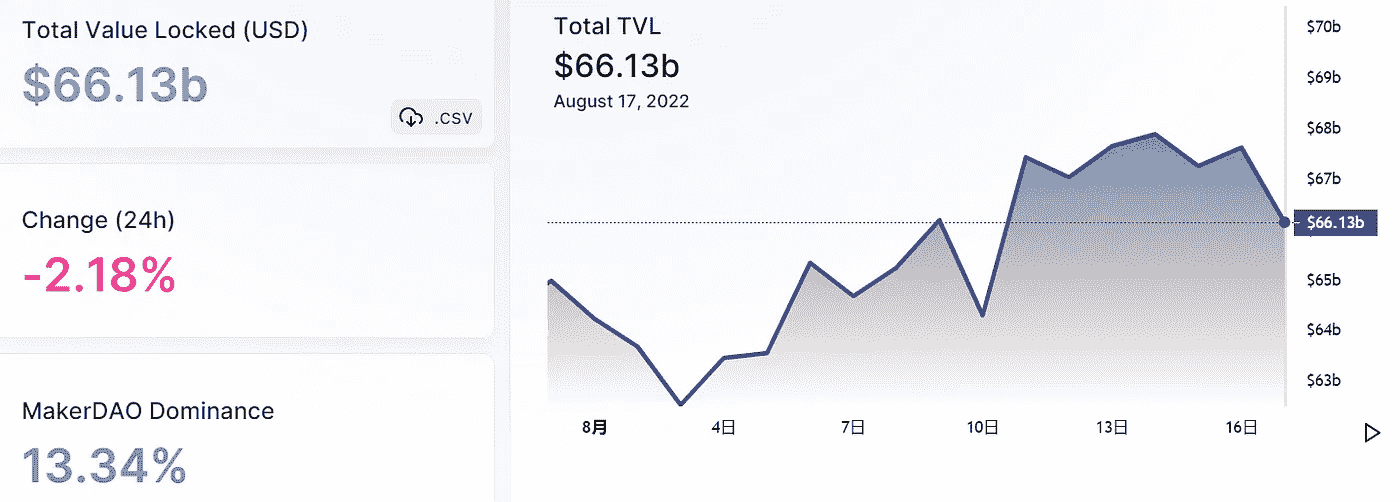 Total Value Locked (USD)
$66.13b
.CSV
Change (24h)
-2.18%
MakerDAO Dominance
13.34%
Total TVL
$66.13b
August 17, 2022
$70b
$69b
$68b
$67b
$66.13b
$65b
$64b
$63b
8月 4日 7日 10日 13日 16日